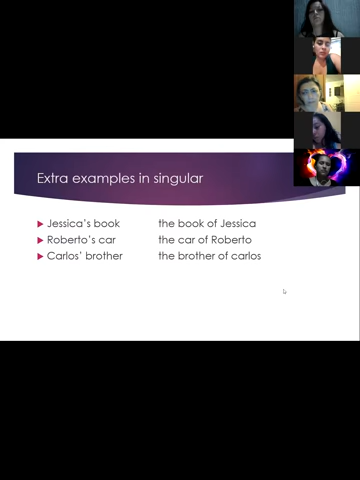 Extra examples in singular
Jessica's book the book of Jessica
Roberto's car the car of Roberto
Carlos' brother the brother of carlos